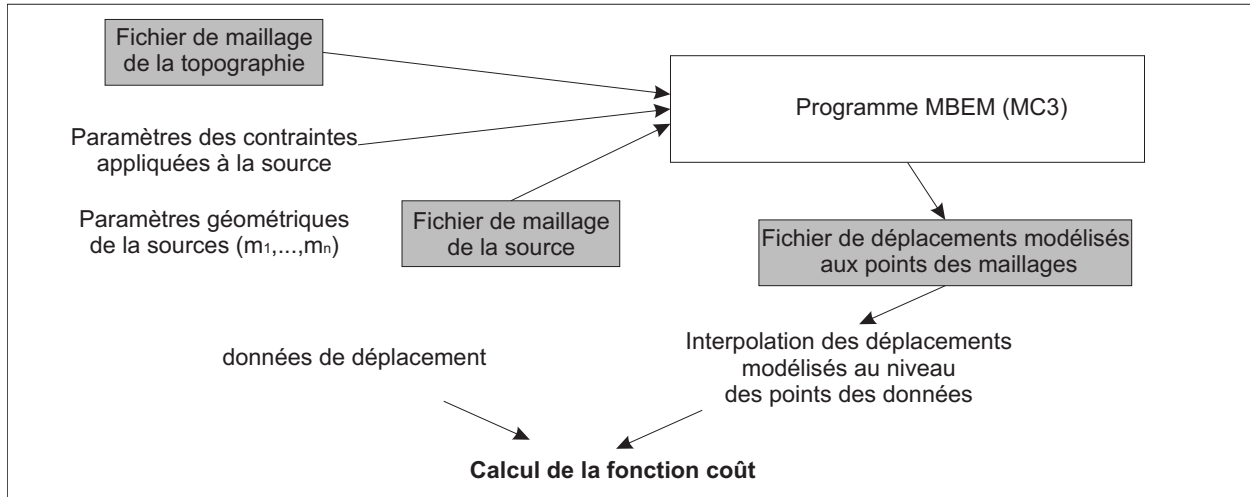 Fichier de maillage
de la topographie
Programme MBEM (MC3)
Paramètres des contraintes
appliquées à la source
Paramètres géométriques
de la sources (m1,...,mn)
Fichier de maillage
de la source
Fichier de déplacements modélisés
aux points des maillages
données de déplacement
Interpolation des déplacements
modélisés au niveau
des points des données
Calcul de la fonction coût